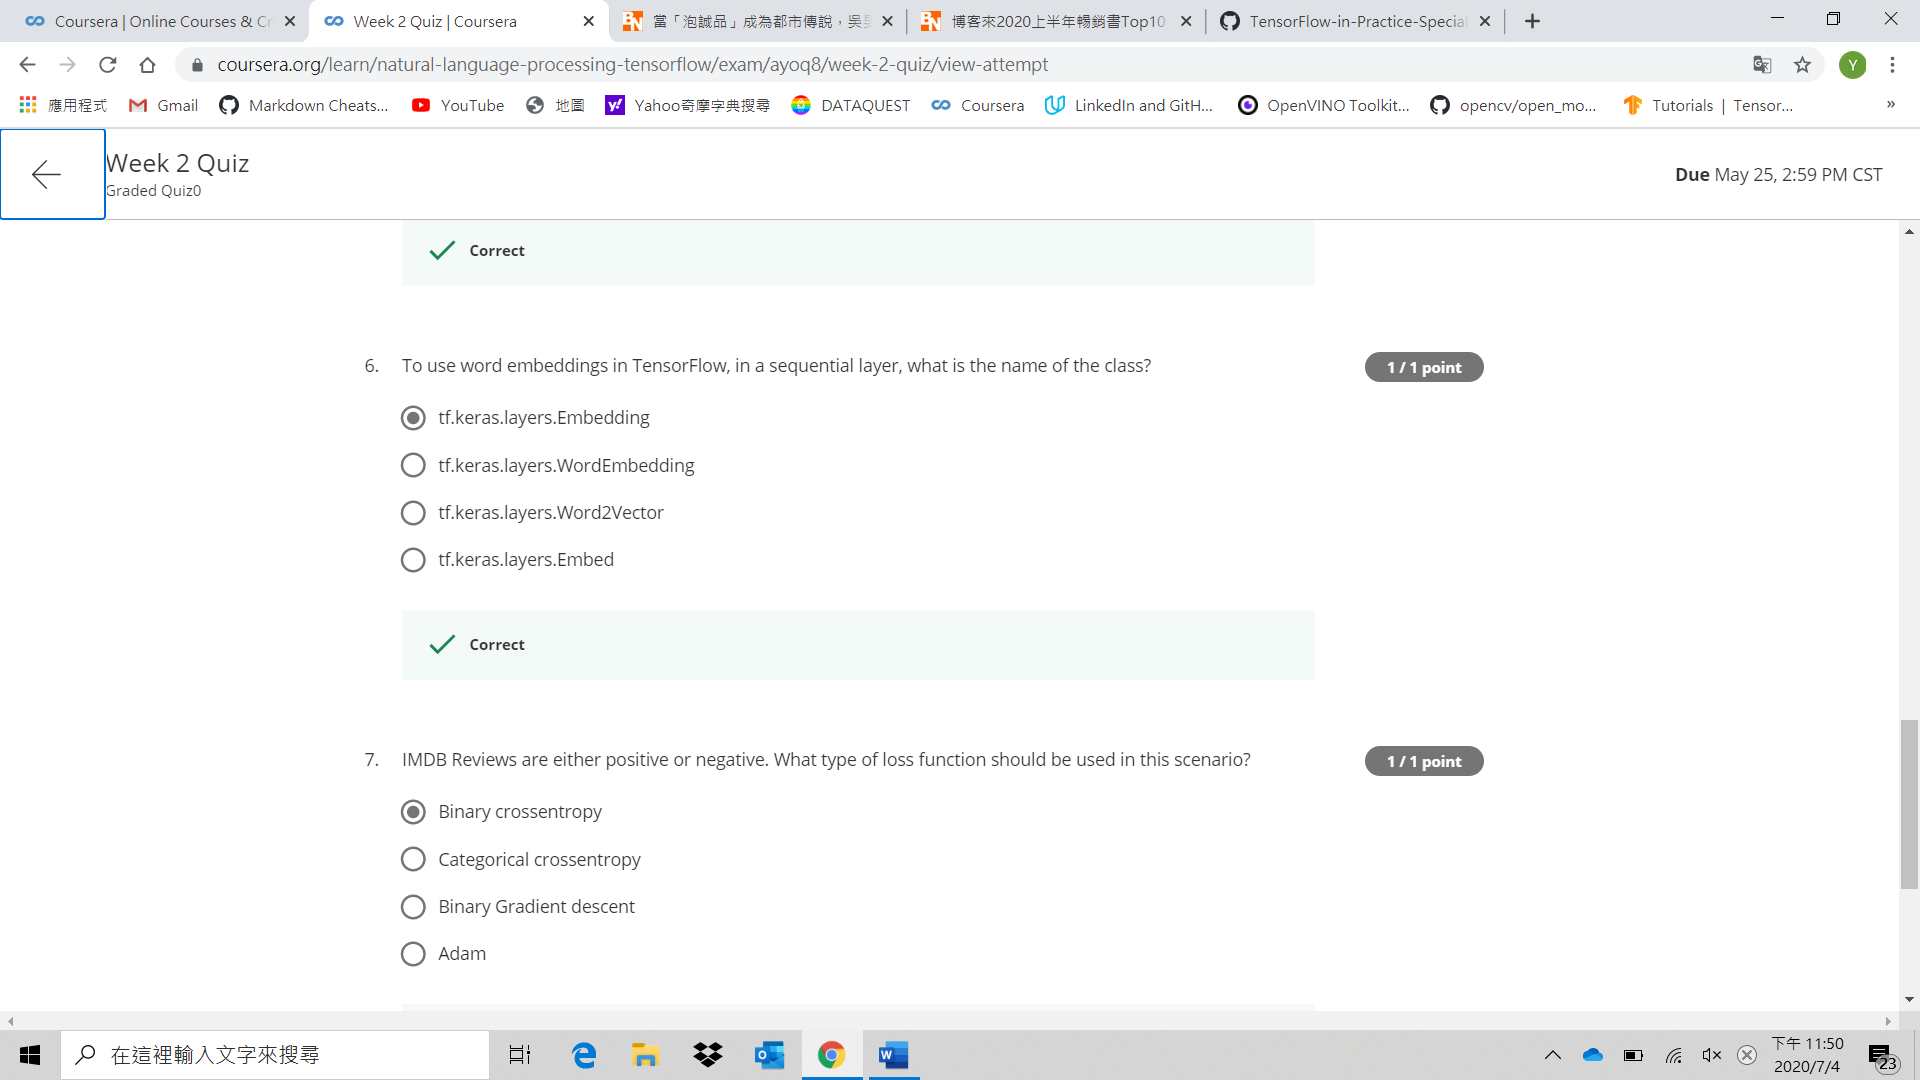 Coursera | Online Courses & Cr
Week 2 Quiz | Coursera
當「泡誠品」成為都市傳說，吳旻
博客來2020上半年暢銷書Top10
TensorFlow-in-Practice-Special
coursera.org/learn/natural-language-processing-tensorflow/exam/ayoq8/week-2-quiz/view-attempt
Y
應用程式
Gmail
Markdown Cheats...
YouTube
地圖
Yahoo奇摩字典搜尋
DATAQUEST
Coursera
LinkedIn and GitH...
OpenVINO Toolkit...
opencv/open_mo...
Tutorials | Tensor...
»
Week 2 Quiz
Graded Quiz0
Due May 25, 2:59 PM CST
Correct
6. To use word embeddings in TensorFlow, in a sequential layer, what is the name of the class?
1 / 1 point
tf.keras.layers.Embedding
tf.keras.layers.WordEmbedding
tf.keras.layers.Word2Vector
tf.keras.layers.Embed
Correct
7. IMDB Reviews are either positive or negative. What type of loss function should be used in this scenario?
1 / 1 point
Binary crossentropy
Categorical crossentropy
Binary Gradient descent
Adam
在這裡輸入文字來搜尋
下午 11:50
2020/7/4
23